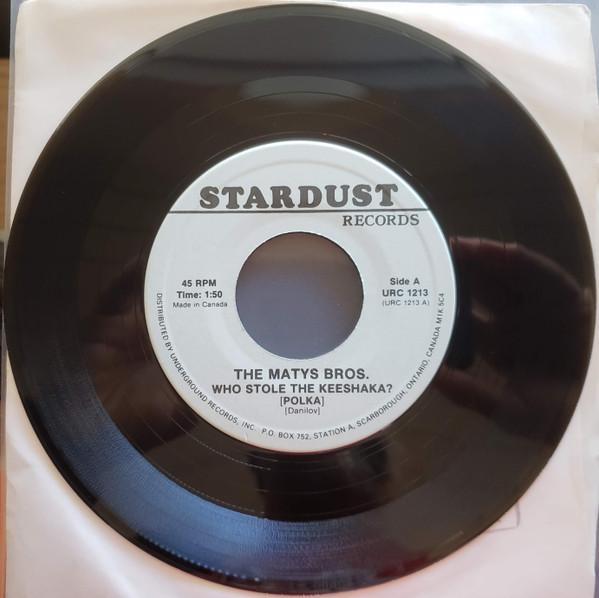 STARDUST
RECORDS
45 RPM
Time: 1:50
Made in Canada
Side A
URC 1213
(URC 1213 A)
THE MATYS BROS.
WHO STOLE THE KEESHAKA?
[POLKA]
[Danilov]
DISTRIBUTED BY UNDERGROUND RECORDS, INC. P.O. BOX 752, STATION A, SCARBOROUGH, ONTARIO, CANADA M1K 5C4